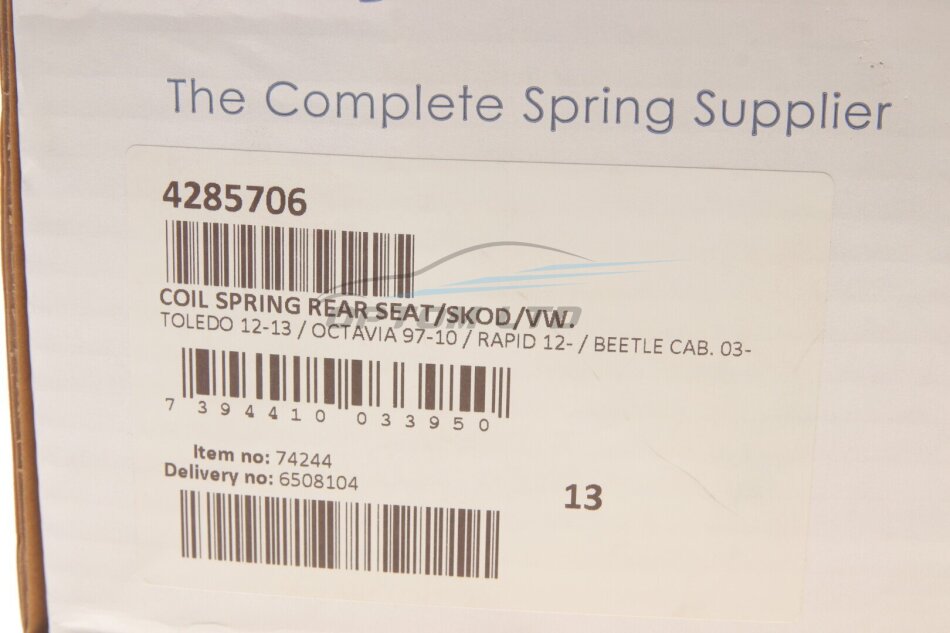 The Complete Spring Supplier
4285706
COIL SPRING REAR SEAT/SKOD/VW.
TOLEDO 12-13 / OCTAVIA 97-10 / RAPID 12- / BEETLE CAB. 03-
7 394410 033950
Item no: 74244
Delivery no: 6508104
13